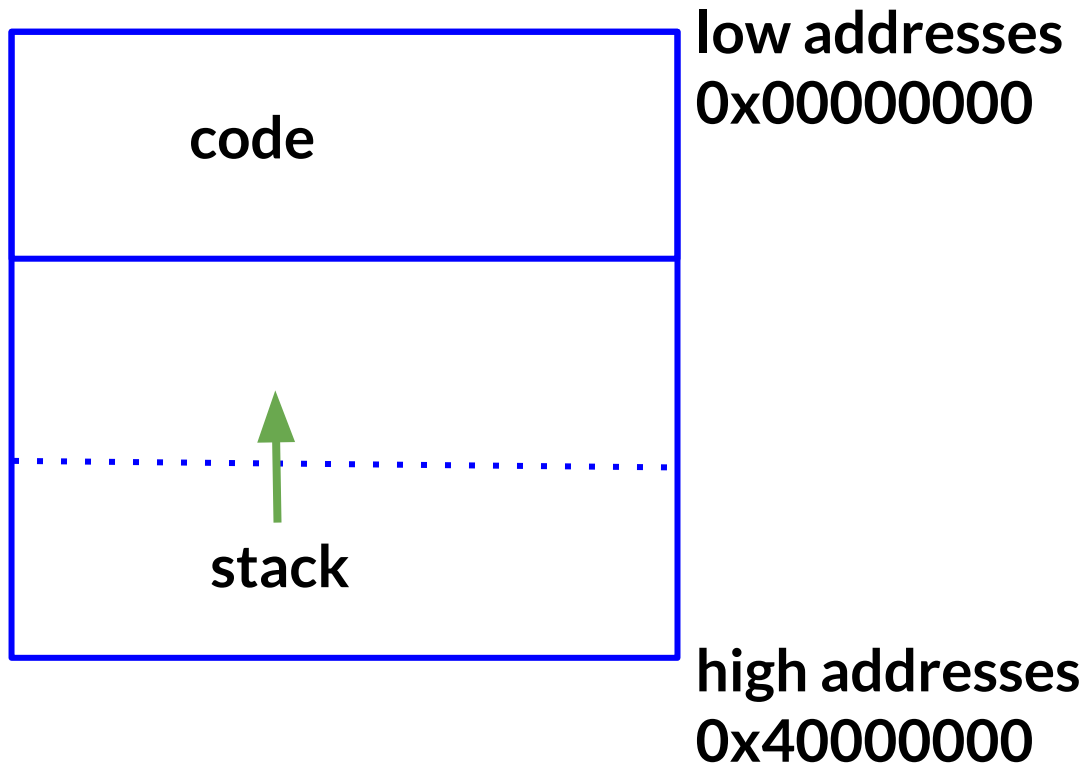 low addresses
0x00000000
code
stack
high addresses
0x40000000